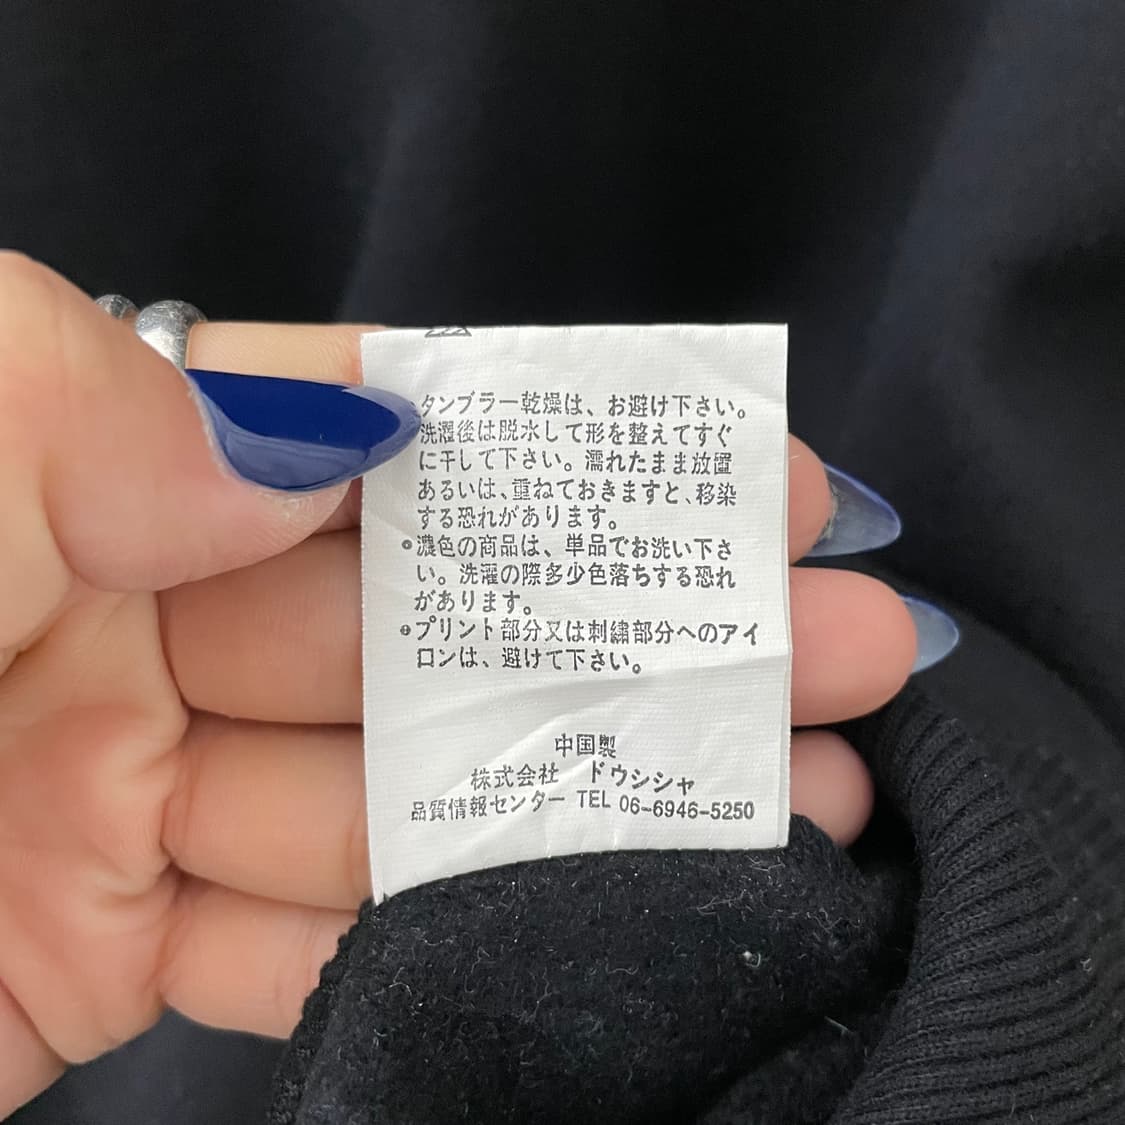 タンブラー乾燥は、お避け下さい。
洗濯後は脱水して形を整えてすぐ
に干して下さい。濡れたまま放置
あるいは、重ねておきますと、移染
する恐れがあります。
●濃色の商品は、単品でお洗い下さ
い。洗濯の際多少色落ちする恐れ
があります。
●プリント部分又は刺繍部分へのアイ
ロンは、避けて下さい。
中国製
株式会社 ドウシシャ
品質情報センター TEL 06-6946-5250